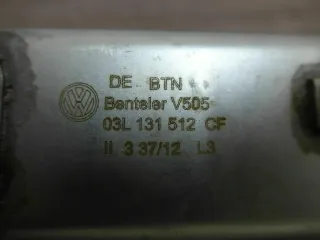 DE BTN
Benteler V505
03L 131 512 CF
II 3 37/12 L3